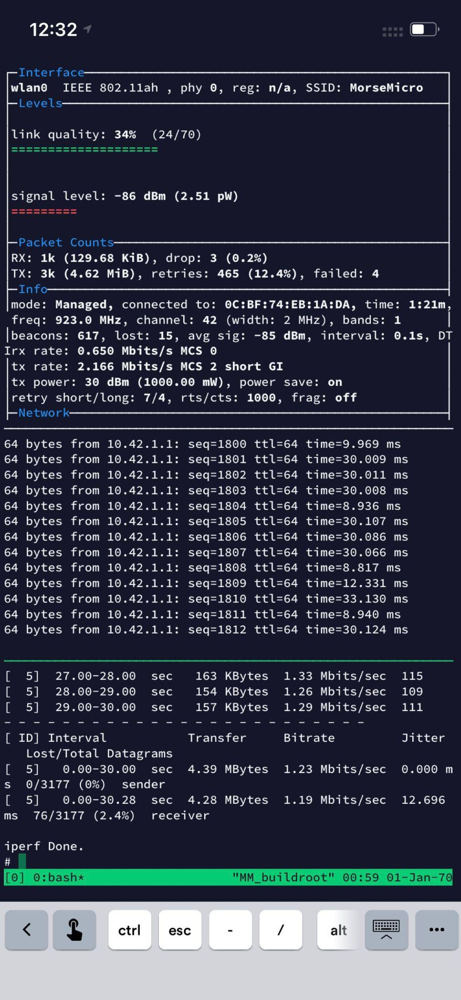 12:32
Interface
wlan0 IEEE 802.11ah , phy 0, reg: n/a, SSID: MorseMicro
Levels
link quality: 34% (24/70)
====================
signal level: -86 dBm (2.51 pW)
=========
Packet Counts
RX: 1k (129.68 KiB), drop: 3 (0.2%)
TX: 3k (4.62 MiB), retries: 465 (12.4%), failed: 4
Info
mode: Managed, connected to: 0C:BF:74:EB:1A:DA, time: 1:21m,
freq: 923.0 MHz, channel: 42 (width: 2 MHz), bands: 1
beacons: 617, lost: 15, avg sig: -85 dBm, interval: 0.1s, DT
Irx rate: 0.650 Mbits/s MCS 0
tx rate: 2.166 Mbits/s MCS 2 short GI
tx power: 30 dBm (1000.00 mW), power save: on
retry short/long: 7/4, rts/cts: 1000, frag: off
Network
64 bytes from 10.42.1.1: seq=1800 ttl=64 time=9.969 ms
64 bytes from 10.42.1.1: seq=1801 ttl=64 time=30.009 ms
64 bytes from 10.42.1.1: seq=1802 ttl=64 time=30.011 ms
64 bytes from 10.42.1.1: seq=1803 ttl=64 time=30.008 ms
64 bytes from 10.42.1.1: seq=1804 ttl=64 time=8.936 ms
64 bytes from 10.42.1.1: seq=1805 ttl=64 time=30.107 ms
64 bytes from 10.42.1.1: seq=1806 ttl=64 time=30.086 ms
64 bytes from 10.42.1.1: seq=1807 ttl=64 time=30.066 ms
64 bytes from 10.42.1.1: seq=1808 ttl=64 time=8.817 ms
64 bytes from 10.42.1.1: seq=1809 ttl=64 time=12.331 ms
64 bytes from 10.42.1.1: seq=1810 ttl=64 time=33.130 ms
64 bytes from 10.42.1.1: seq=1811 ttl=64 time=8.940 ms
64 bytes from 10.42.1.1: seq=1812 ttl=64 time=30.124 ms
[ 5] 27.00-28.00 sec 163 KBytes 1.33 Mbits/sec 115
[ 5] 28.00-29.00 sec 154 KBytes 1.26 Mbits/sec 109
[ 5] 29.00-30.00 sec 157 KBytes 1.29 Mbits/sec 111
- - - - - - - - - - - - - - - - - - - - - - - - -
[ ID] Interval Transfer Bitrate Jitter
Lost/Total Datagrams
[ 5] 0.00-30.00 sec 4.39 MBytes 1.23 Mbits/sec 0.000 m
s 0/3177 (0%) sender
[ 5] 0.00-30.28 sec 4.28 MBytes 1.19 Mbits/sec 12.696
ms 76/3177 (2.4%) receiver
iperf Done.
#
[0] 0:bash* "MM_buildroot" 00:59 01-Jan-70
ctrl esc - / alt ...